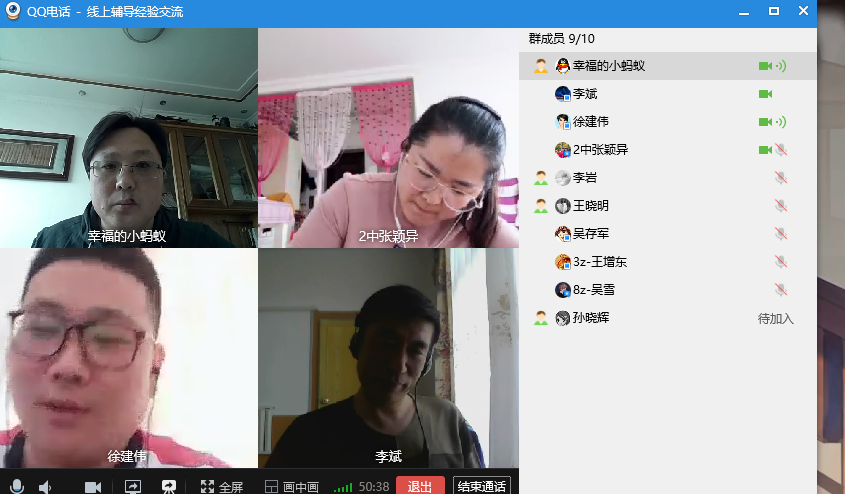 QQ电话 - 线上辅导经验交流
幸福的小蚂蚁
2中张颖异
徐建伟
李斌
全屏
画中画
50:38
退出
结束通话
群成员 9/10
幸福的小蚂蚁
李斌
徐建伟
2中张颖异
李岩
王晓明
吴存军
3z-王增东
8z-吴雪
孙晓辉 待加入